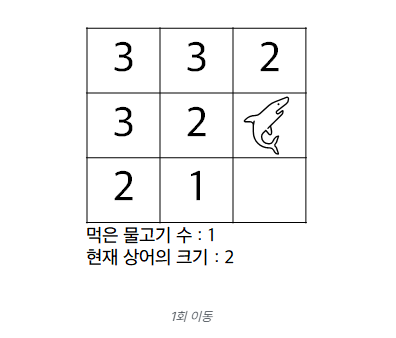 3 3 2
3 2
2 1
먹은 물고기 수 : 1
현재 상어의 크기 : 2
1회 이동